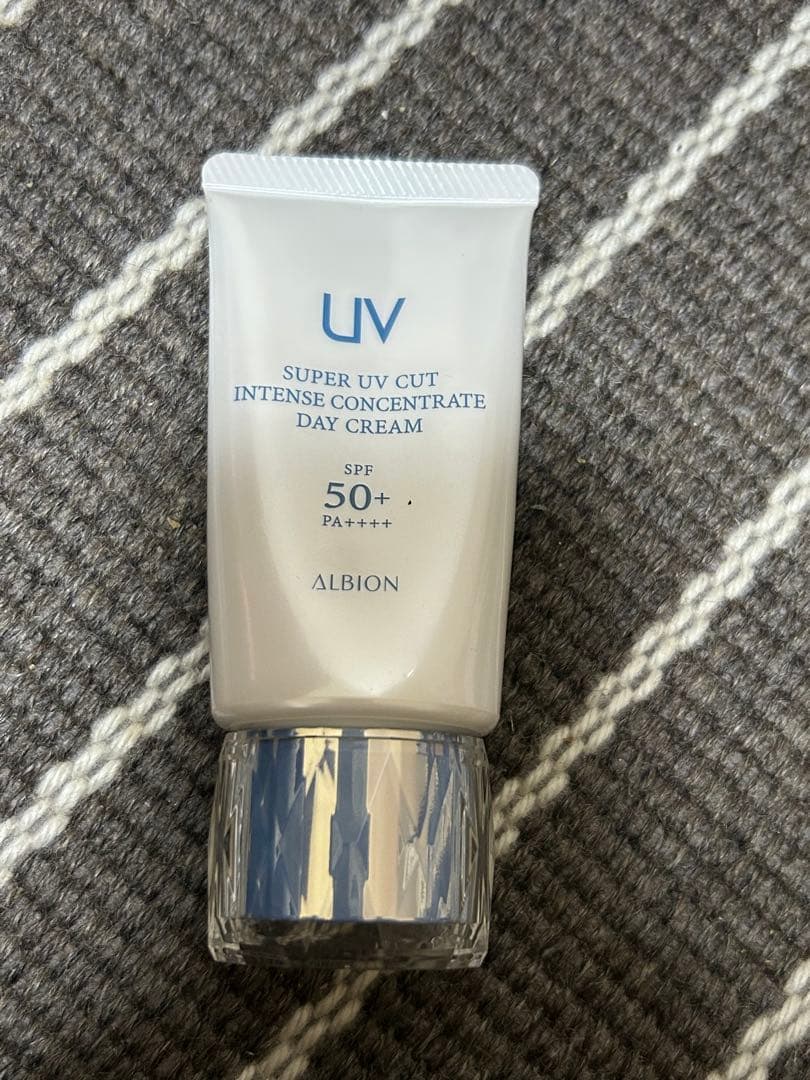 UV
SUPER UV CUT
INTENSE CONCENTRATE
DAY CREAM
SPF
50+
PA++++
ALBION